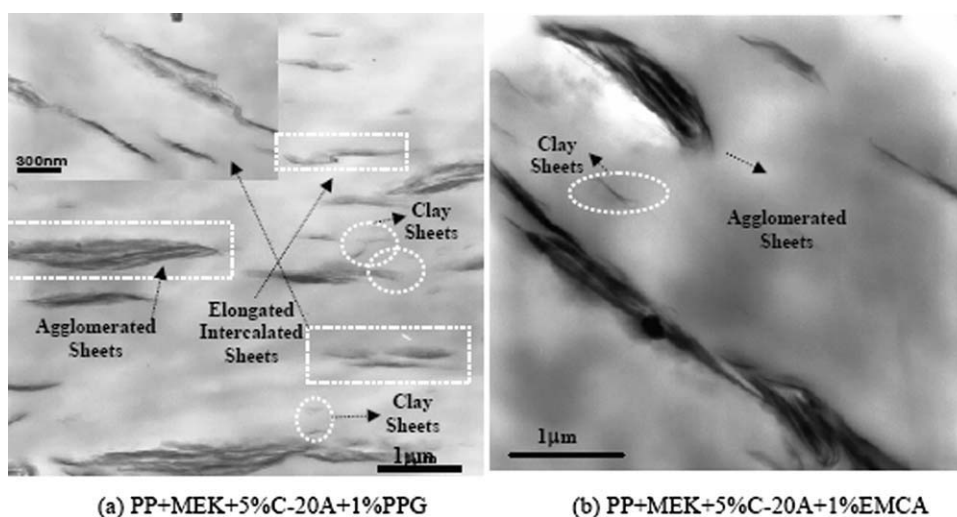 300nm
Clay
Sheets
Agglomerated
Sheets
Elongated
Intercalated
Sheets
Clay
Sheets
1μm
Clay
Sheets
Agglomerated
Sheets
1μm
(a) PP+MEK+5%C-20A+1%PPG
(b) PP+MEK+5%C-20A+1%EMCA